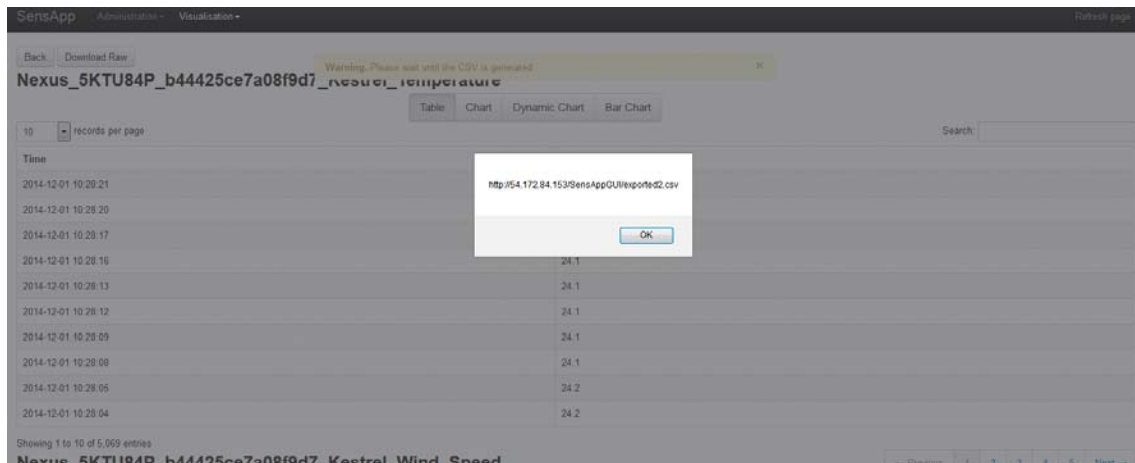 SensApp Administration Visualisation Refresh page
Back Download Raw
Warning. Please wait until the CSV is generated ×
Nexus_5KTU84P_b44425ce7a08f9d7_Kestrel_Temperature
Table Chart Dynamic Chart Bar Chart
10 records per page Search:
Time
http://54.172.84.153/SensAppGUI/exported2.csv
OK
2014-12-01 10:28:21
2014-12-01 10:28:20
2014-12-01 10:28:17
2014-12-01 10:28:16 24.1
2014-12-01 10:28:13 24.1
2014-12-01 10:28:12 24.1
2014-12-01 10:28:09 24.1
2014-12-01 10:28:08 24.1
2014-12-01 10:28:05 24.2
2014-12-01 10:28:04 24.2
Showing 1 to 10 of 5,069 entries
Nexus_5KTU84P_b44425ce7a08f9d7_Kestrel_Wind_Speed
← Previous 1 2 3 4 5 Next →